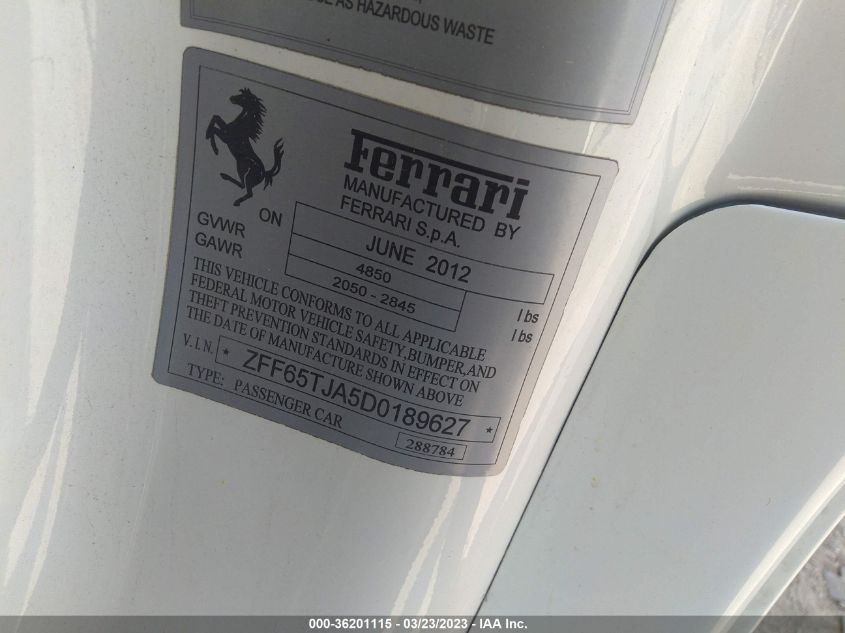 AS HAZARDOUS WASTE
Ferrari
MANUFACTURED BY
FERRARI S.p.A.
ON JUNE 2012
GVWR 4850 lbs
GAWR 2050 - 2845 lbs
THIS VEHICLE CONFORMS TO ALL APPLICABLE
FEDERAL MOTOR VEHICLE SAFETY,BUMPER,AND
THEFT PREVENTION STANDARDS IN EFFECT ON
THE DATE OF MANUFACTURE SHOWN ABOVE
V.I.N. * ZFF65TJA5D0189627 *
TYPE: PASSENGER CAR
288784
000-36201115 - 03/23/2023 - IAA Inc.